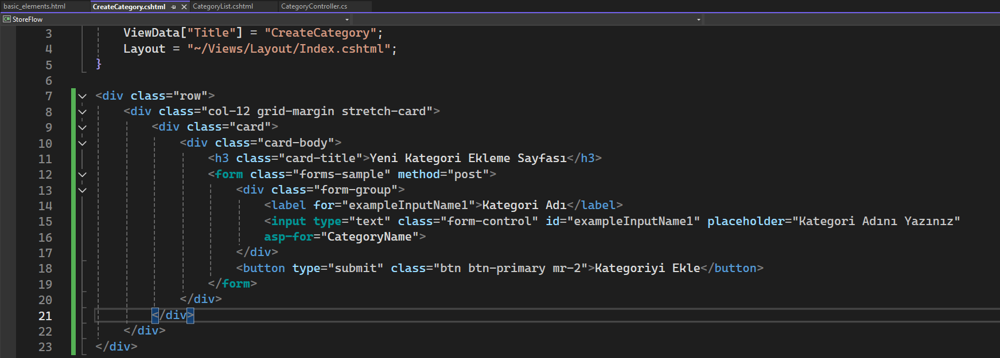 basic_elements.html CreateCategory.cshtml CategoryList.cshtml CategoryController.cs
C# StoreFlow
3 ViewData["Title"] = "CreateCategory";
4 Layout = "~/Views/Layout/Index.cshtml";
5 }
6
7 <div class="row">
8 <div class="col-12 grid-margin stretch-card">
9 <div class="card">
10 <div class="card-body">
11 <h3 class="card-title">Yeni Kategori Ekleme Sayfası</h3>
12 <form class="forms-sample" method="post">
13 <div class="form-group">
14 <label for="exampleInputName1">Kategori Adı</label>
15 <input type="text" class="form-control" id="exampleInputName1" placeholder="Kategori Adını Yazınız"
16 asp-for="CategoryName">
17 </div>
18 <button type="submit" class="btn btn-primary mr-2">Kategoriyi Ekle</button>
19 </form>
20 </div>
21 </div>
22 </div>
23 </div>